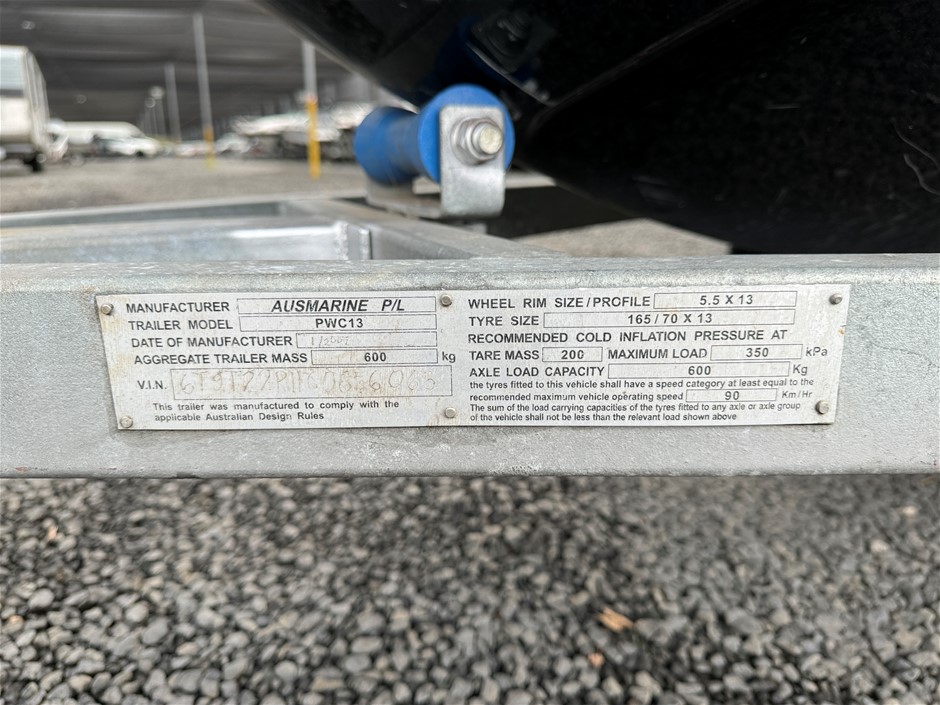 MANUFACTURER AUSMARINE P/L
TRAILER MODEL PWC13
DATE OF MANUFACTURER
AGGREGATE TRAILER MASS 600 kg
V.I.N.
This trailer was manufactured to comply with the
applicable Australian Design Rules
WHEEL RIM SIZE/PROFILE 5.5 X 13
TYRE SIZE 165/70 X 13
RECOMMENDED COLD INFLATION PRESSURE AT
TARE MASS 200 MAXIMUM LOAD 350 kPa
AXLE LOAD CAPACITY 600 Kg
the tyres fitted to this vehicle shall have a speed category at least equal to the
recommended maximum vehicle operating speed 90 Km/Hr
The sum of the load carrying capacities of the tyres fitted to any axle or axle group
of the vehicle shall not be less than the relevant load shown above